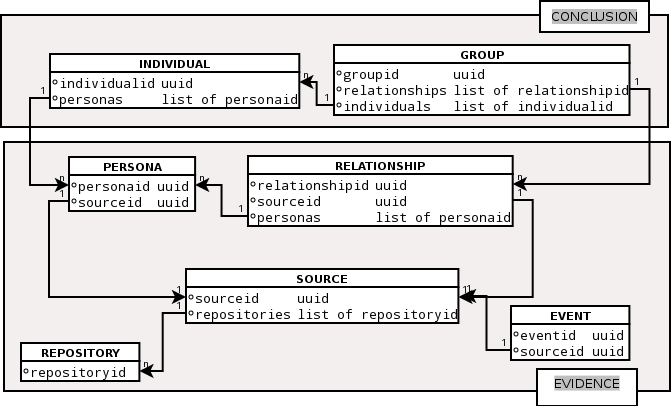 CONCLUSION
INDIVIDUAL
individualid uuid
personas list of personaid
GROUP
groupid uuid
relationships list of relationshipid
individuals list of individualid
1
n
1
1
PERSONA
personaid uuid
sourceid uuid
RELATIONSHIP
relationshipid uuid
sourceid uuid
personas list of personaid
n
1
n
1
n
1
SOURCE
sourceid uuid
repositories list of repositoryid
1
1
1
1
EVENT
eventid uuid
sourceid uuid
1
REPOSITORY
repositoryid
n
EVIDENCE